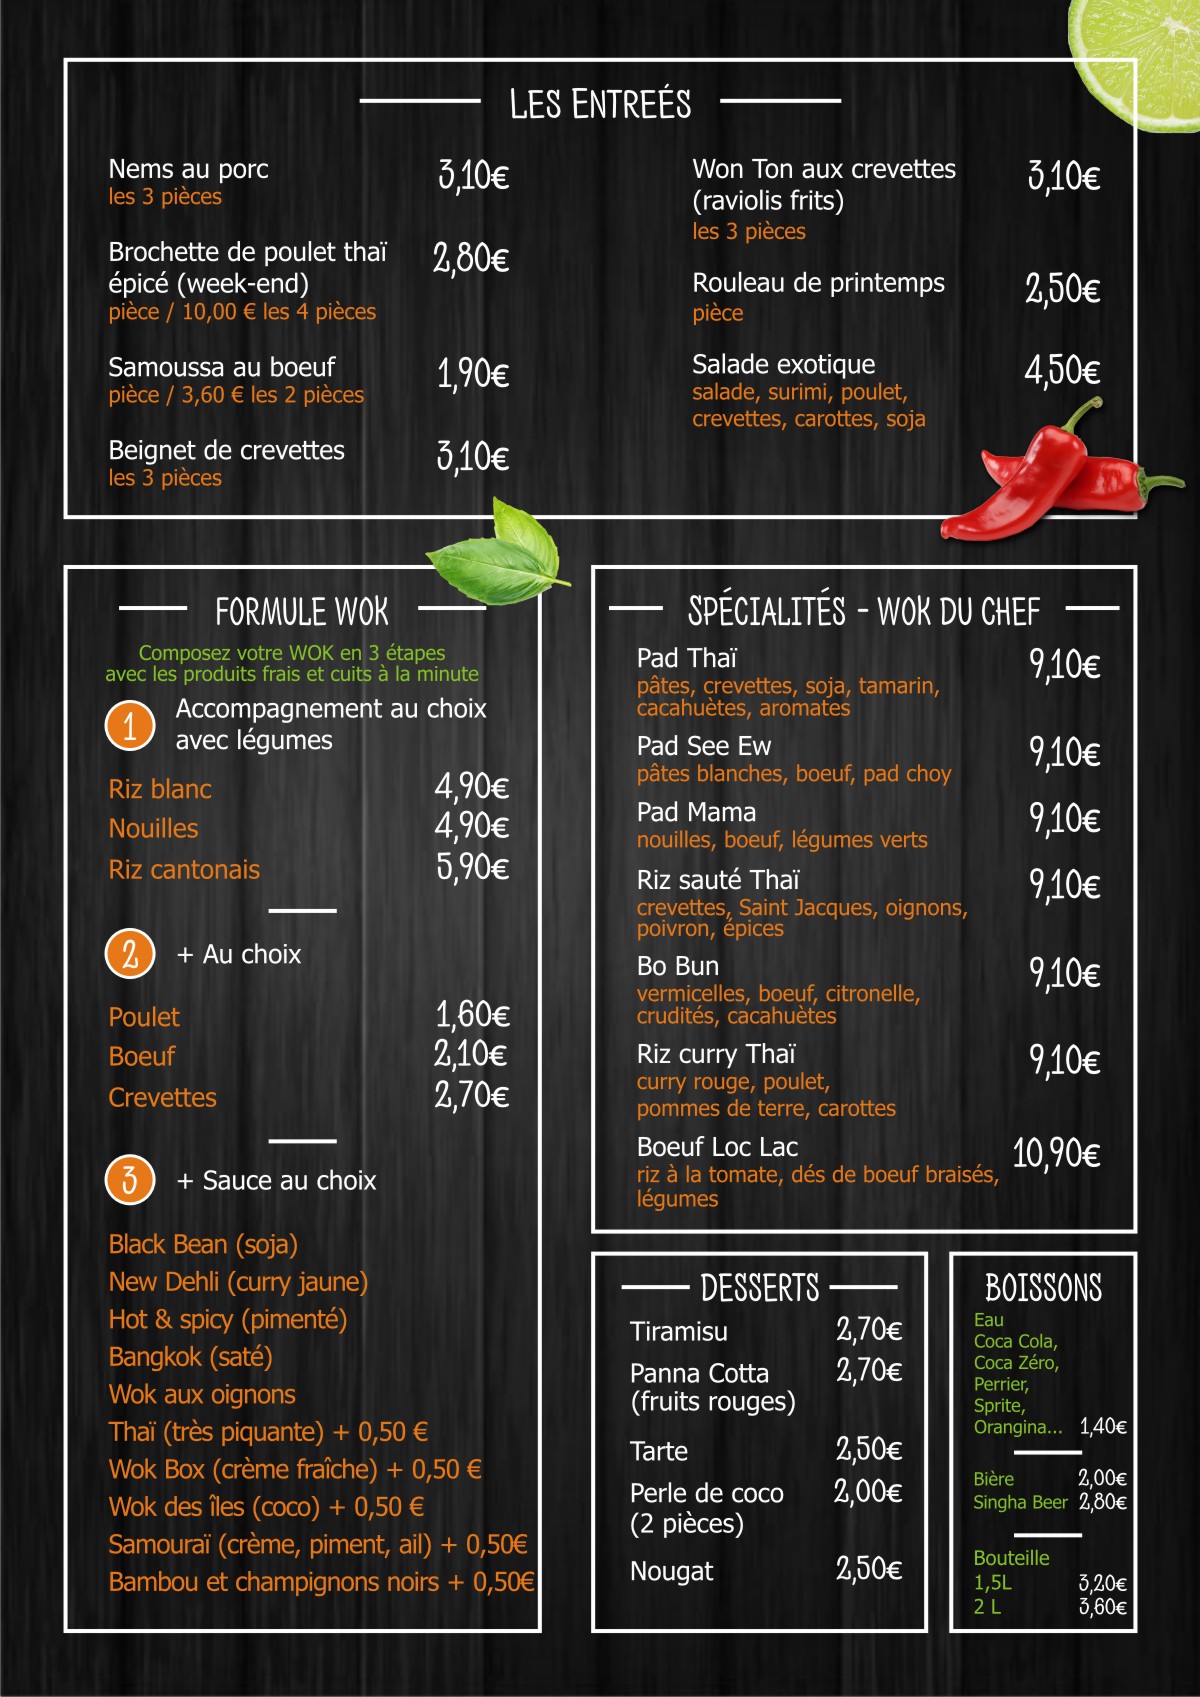 LES ENTREÉS
Nems au porc 3,10€
les 3 pièces
Brochette de poulet thaï 2,80€
épicé (week-end)
pièce / 10,00 € les 4 pièces
Samoussa au boeuf 1,90€
pièce / 3,60 € les 2 pièces
Beignet de crevettes 3,10€
les 3 pièces
Won Ton aux crevettes 3,10€
(raviolis frits)
les 3 pièces
Rouleau de printemps 2,50€
pièce
Salade exotique 4,50€
salade, surimi, poulet,
crevettes, carottes, soja
FORMULE WOK
Composez votre WOK en 3 étapes
avec les produits frais et cuits à la minute
1 Accompagnement au choix
avec légumes
Riz blanc 4,90€
Nouilles 4,90€
Riz cantonais 5,90€
2 + Au choix
Poulet 1,60€
Boeuf 2,10€
Crevettes 2,70€
3 + Sauce au choix
Black Bean (soja)
New Dehli (curry jaune)
Hot & spicy (pimenté)
Bangkok (saté)
Wok aux oignons
Thaï (très piquante) + 0,50 €
Wok Box (crème fraîche) + 0,50 €
Wok des îles (coco) + 0,50 €
Samouraï (crème, piment, ail) + 0,50€
Bambou et champignons noirs + 0,50€
SPÉCIALITÉS - WOK DU CHEF
Pad Thaï 9,10€
pâtes, crevettes, soja, tamarin,
cacahuètes, aromates
Pad See Ew 9,10€
pâtes blanches, boeuf, pad choy
Pad Mama 9,10€
nouilles, boeuf, légumes verts
Riz sauté Thaï 9,10€
crevettes, Saint Jacques, oignons,
poivron, épices
Bo Bun 9,10€
vermicelles, boeuf, citronelle,
crudités, cacahuètes
Riz curry Thaï 9,10€
curry rouge, poulet,
pommes de terre, carottes
Boeuf Loc Lac 10,90€
riz à la tomate, dés de boeuf braisés,
légumes
DESSERTS
Tiramisu 2,70€
Panna Cotta 2,70€
(fruits rouges)
Tarte 2,50€
Perle de coco 2,00€
(2 pièces)
Nougat 2,50€
BOISSONS
Eau
Coca Cola,
Coca Zéro,
Perrier,
Sprite,
Orangina... 1,40€
Bière 2,00€
Singha Beer 2,80€
Bouteille
1,5L 3,20€
2 L 3,60€